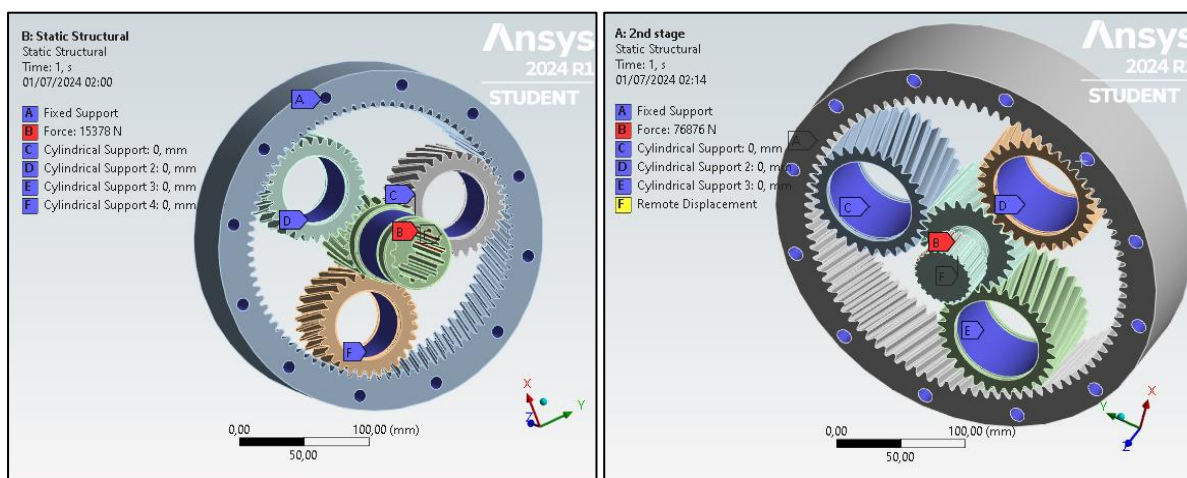 B: Static Structural
Static Structural
Time: 1, s
01/07/2024 02:00
A Fixed Support
B Force: 15378 N
C Cylindrical Support: 0, mm
D Cylindrical Support 2: 0, mm
E Cylindrical Support 3: 0, mm
F Cylindrical Support 4: 0, mm
Ansys
2024 R1
STUDENT
A
C
D
B
F
0,00
100,00 (mm)
50,00
X
Y
Z
A: 2nd stage
Static Structural
Time: 1, s
01/07/2024 02:14
A Fixed Support
B Force: 76876 N
C Cylindrical Support: 0, mm
D Cylindrical Support 2: 0, mm
E Cylindrical Support 3: 0, mm
F Remote Displacement
Ansys
2024 R
STUDENT
A
C
D
B
F
E
0,00
100,00 (mm)
50,00
X
Y
Z